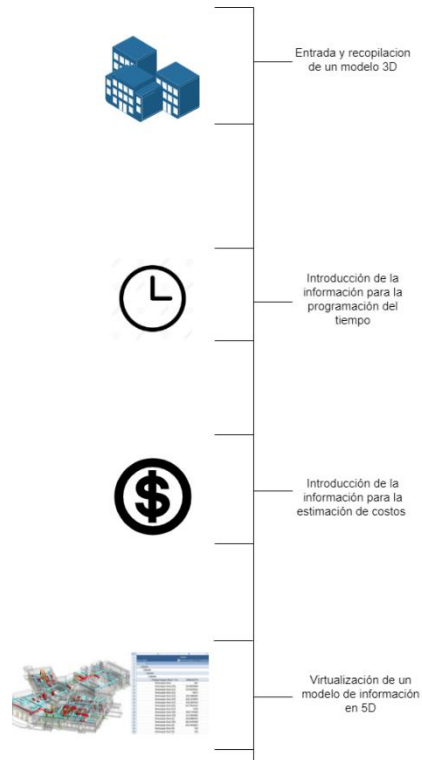 Entrada y recopilacion
de un modelo 3D
Introducción de la
información para la
programación del
tiempo
Introducción de la
información para la
estimación de costos
Virtualización de un
modelo de información
en 5D